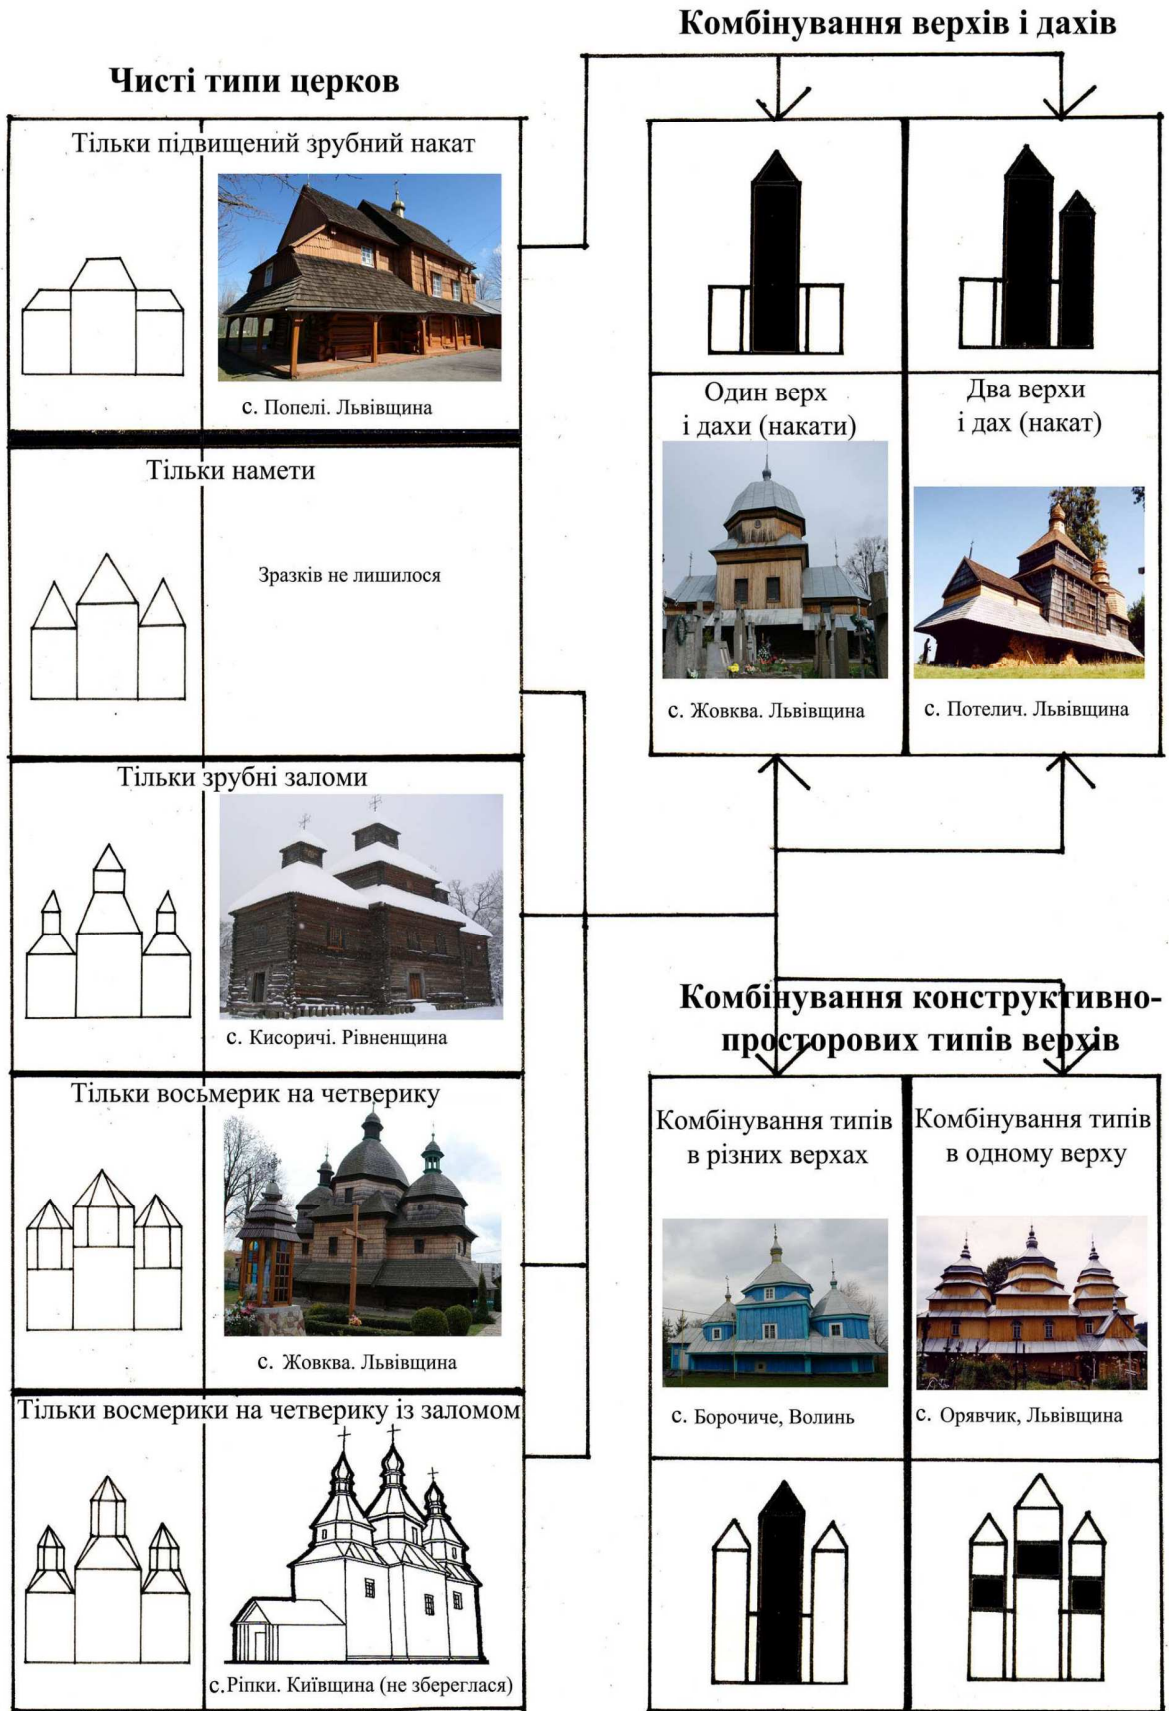 Чисті типи церков
Тільки підвищений зрубний накат
с. Попелі. Львівщина
Тільки намети
Зразків не лишилося
Тільки зрубні заломи
с. Кисоричі. Рівненщина
Тільки восьмерик на четверику
с. Жовква. Львівщина
Тільки восмерики на четверику із заломом
с.Ріпки. Київщина (не збереглася)
Комбінування верхів і дахів
Один верх
і дахи (накати)
с. Жовква. Львівщина
Два верхи
і дах (накат)
с. Потелич. Львівщина
Комбінування конструктивно-
просторових типів верхів
Комбінування типів
в різних верхах
с. Борочиче, Волинь
Комбінування типів
в одному верху
с. Орявчик, Львівщина